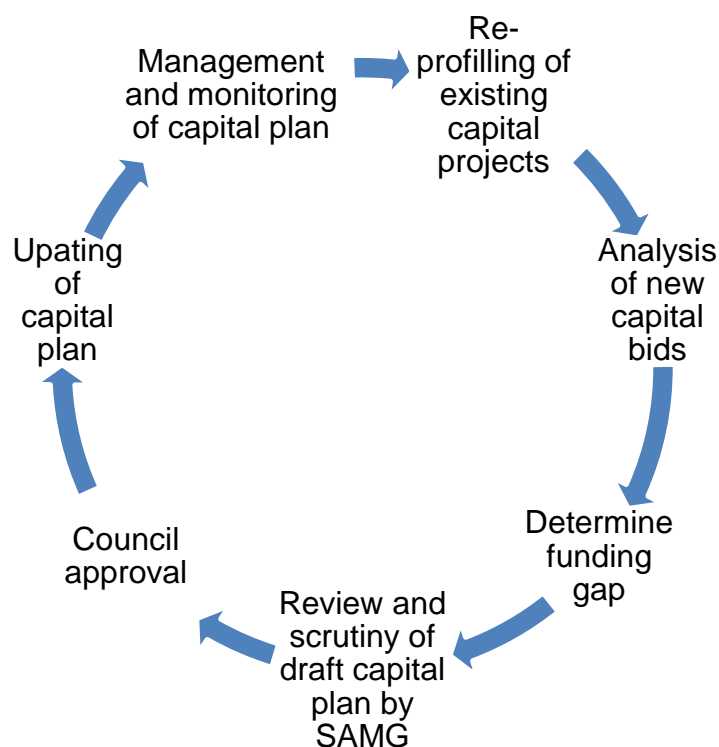 Management
and monitoring
of capital plan
Re-
profilling of
existing
capital
projects
Analysis
of new
capital
bids
Determine
funding
gap
Review and
scrutiny of
draft capital
plan by
SAMG
Council
approval
Upating
of
capital
plan